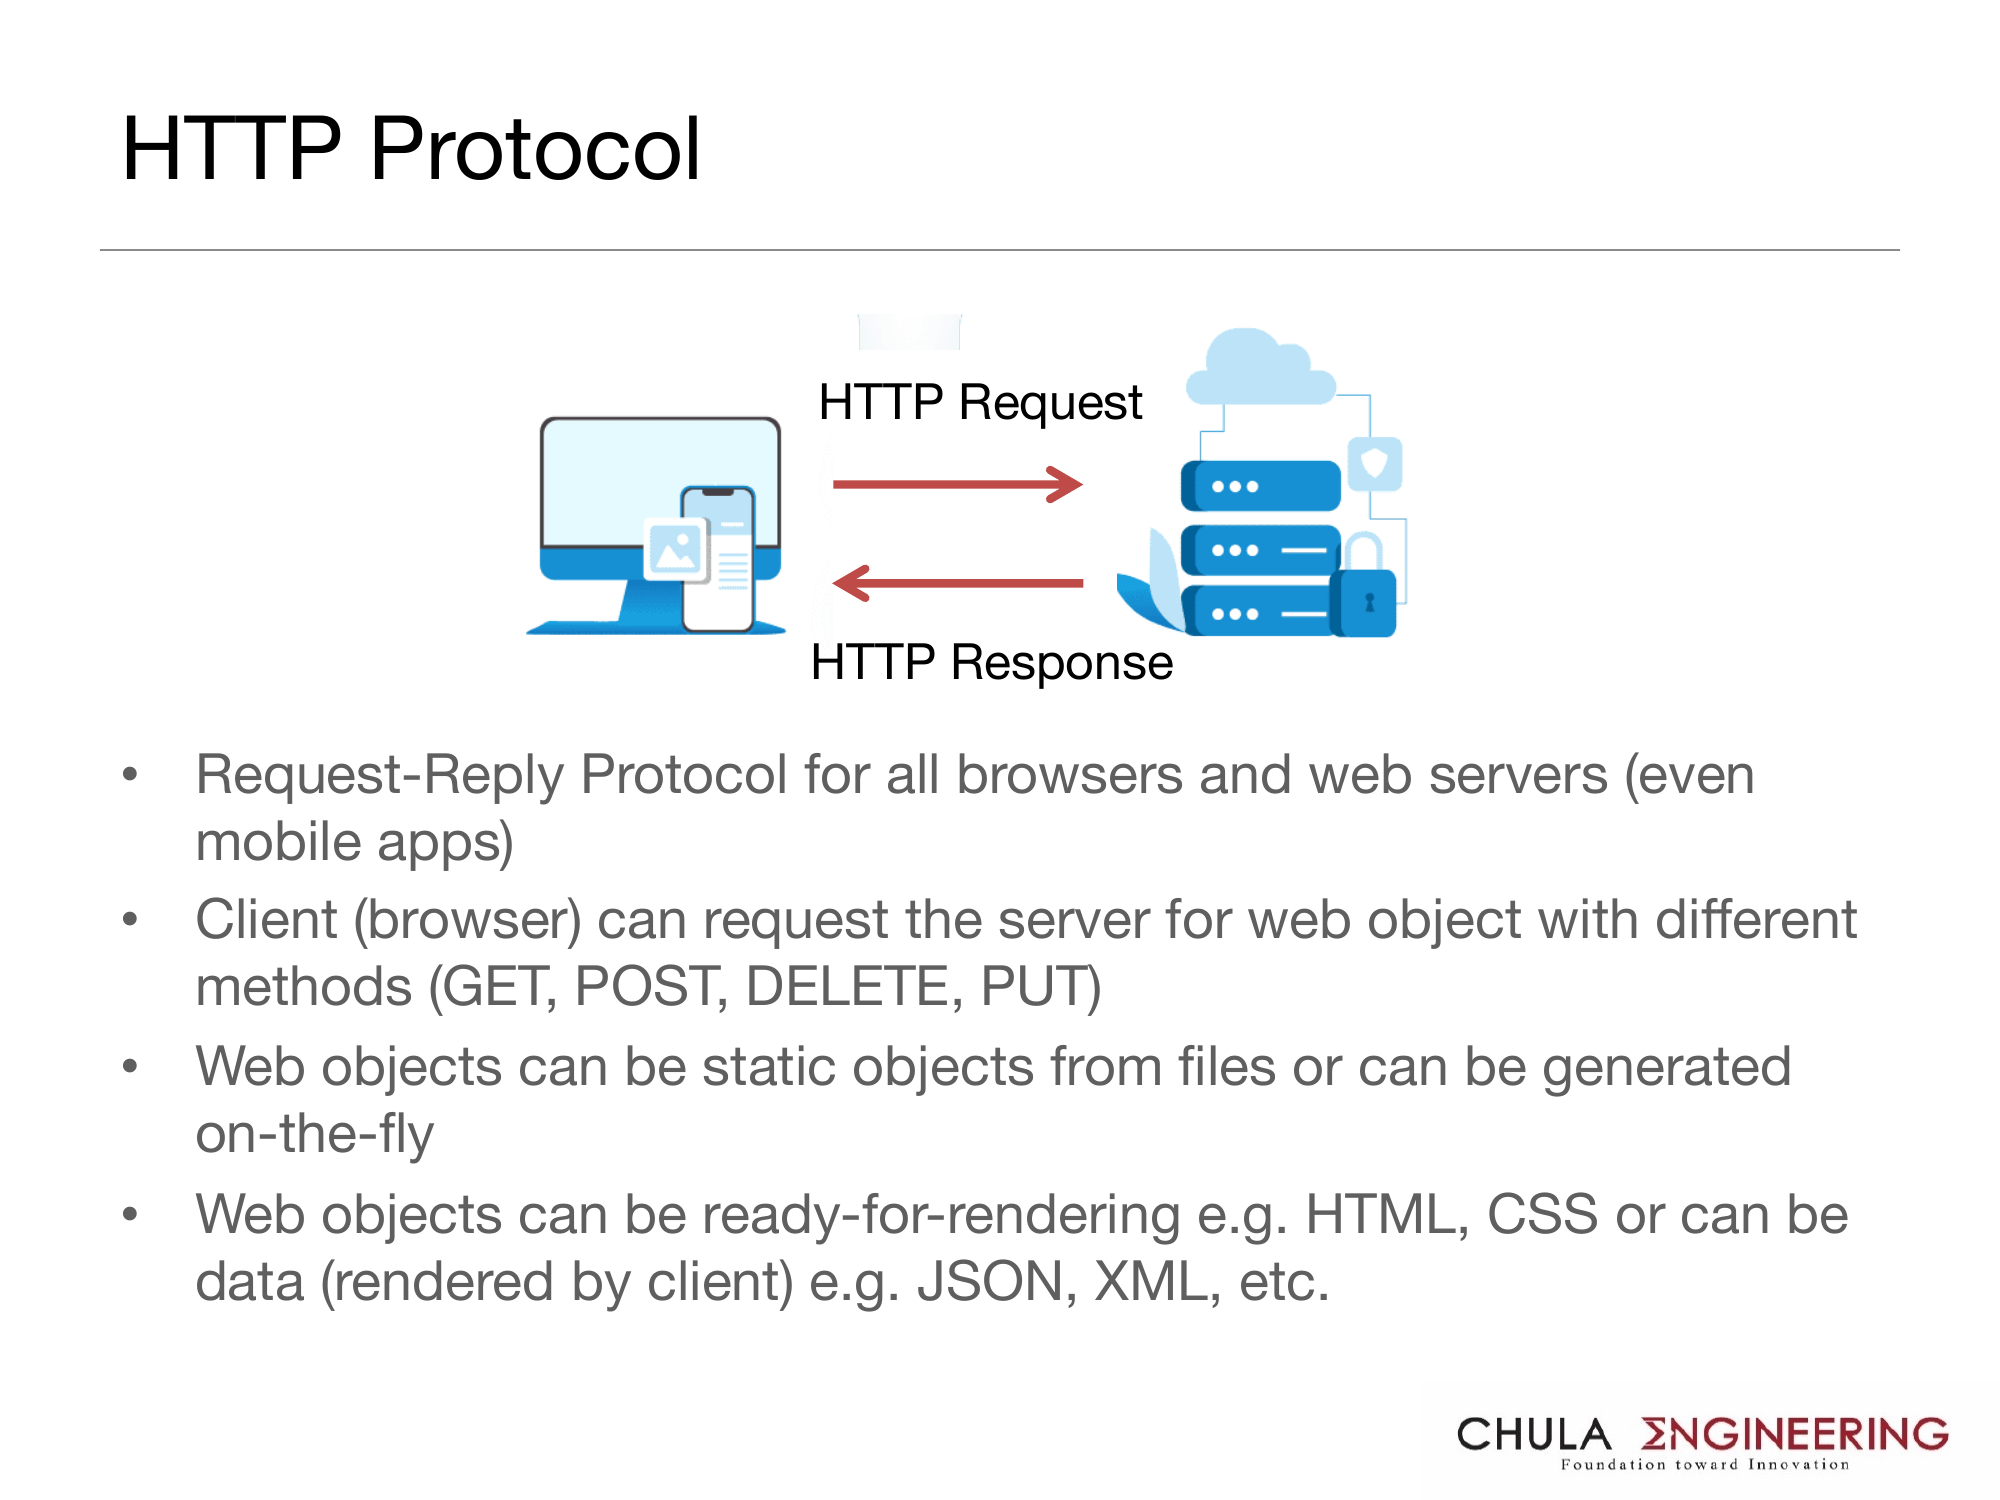 HTTP Protocol
HTTP Request
HTTP Response
• Request-Reply Protocol for all browsers and web servers (even
mobile apps)
• Client (browser) can request the server for web object with different
methods (GET, POST, DELETE, PUT)
• Web objects can be static objects from files or can be generated
on-the-fly
• Web objects can be ready-for-rendering e.g. HTML, CSS or can be
data (rendered by client) e.g. JSON, XML, etc.
CHULA ΣNGINEERING
Foundation toward Innovation